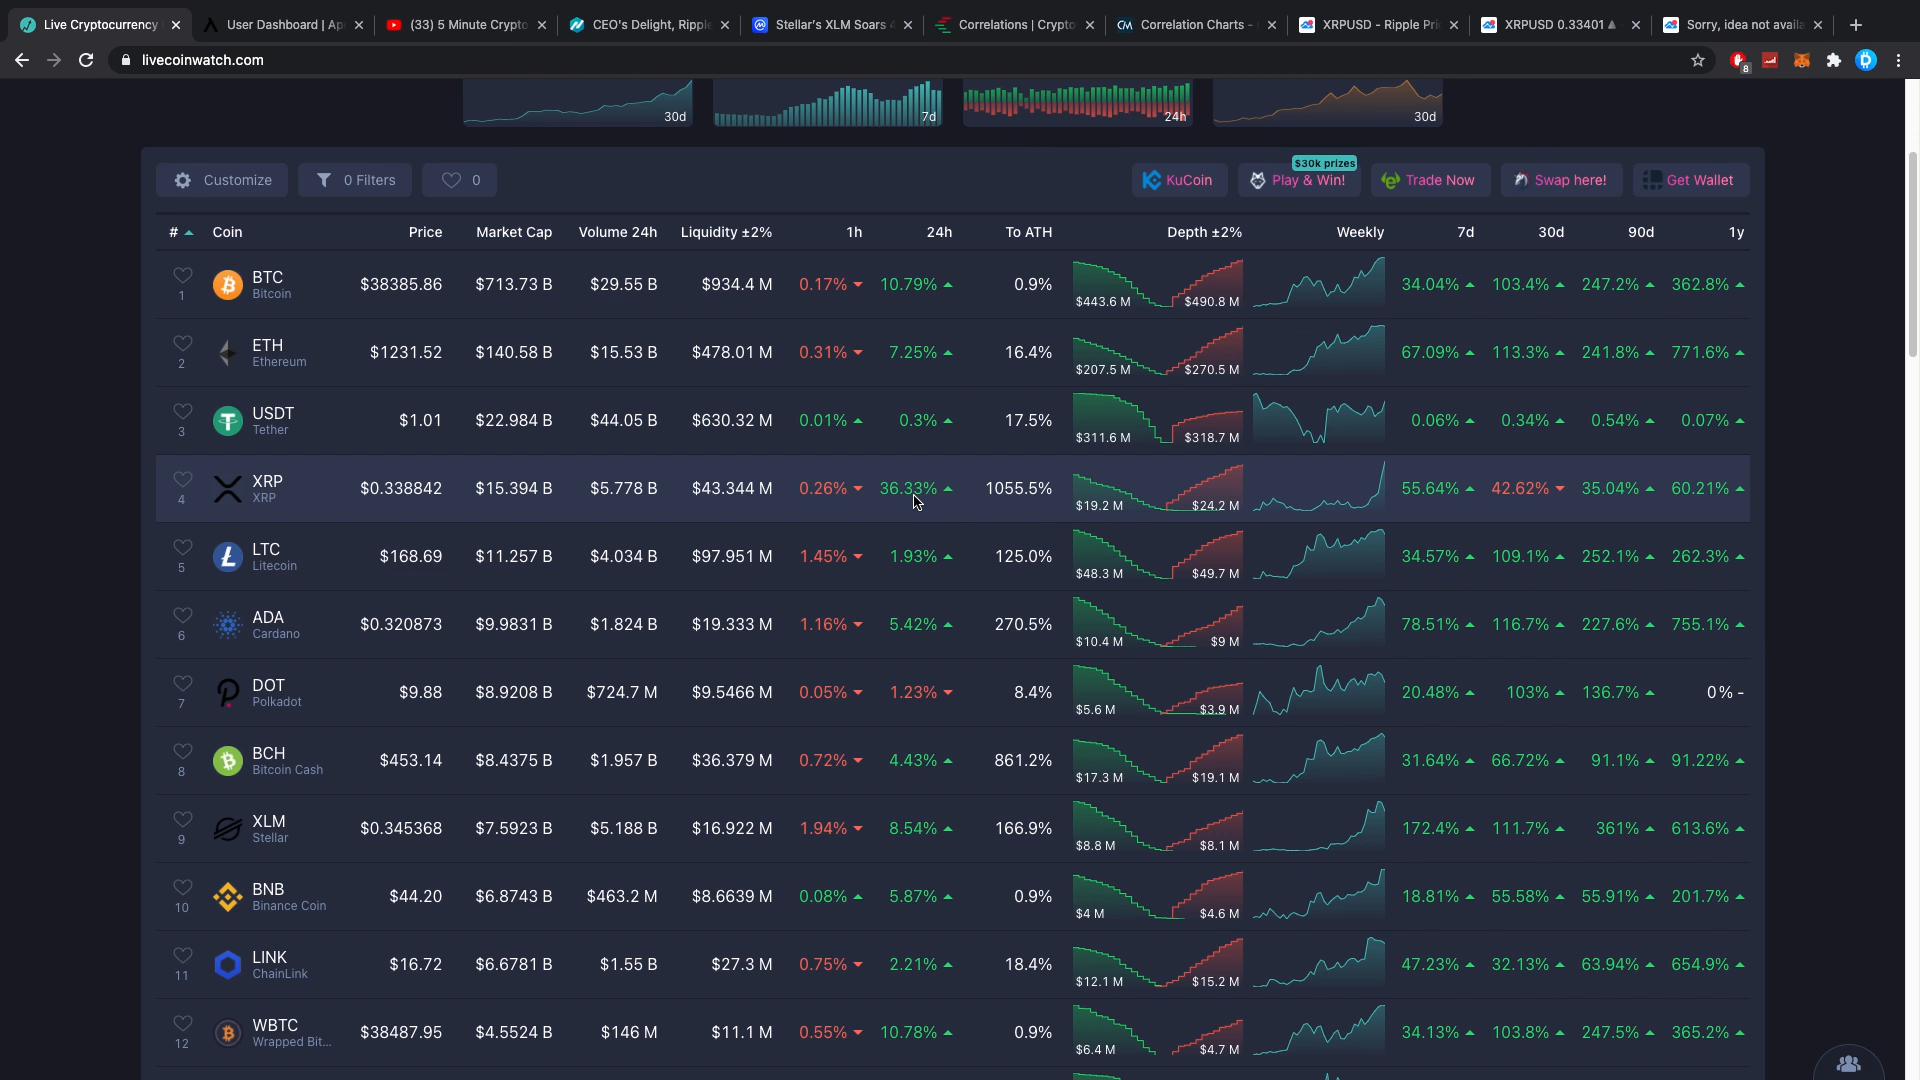 Live Cryptocurrency
User Dashboard | Ap
(33) 5 Minute Crypto
CEO's Delight, Ripple
Stellar's XLM Soars 4
Correlations | Crypto
Correlation Charts -
XRPUSD - Ripple Pri
XRPUSD 0.33401
Sorry, idea not availa
livecoinwatch.com
8
30d
7d
24h
30d
Customize
0 Filters
0
KuCoin
$30k prizes
Play & Win!
Trade Now
Swap here!
Get Wallet
# Coin Price Market Cap Volume 24h Liquidity ±2% 1h 24h To ATH Depth ±2% Weekly 7d 30d 90d 1y
1 BTC Bitcoin $38385.86 $713.73 B $29.55 B $934.4 M 0.17% 10.79% 0.9% $443.6 M $490.8 M 34.04% 103.4% 247.2% 362.8%
2 ETH Ethereum $1231.52 $140.58 B $15.53 B $478.01 M 0.31% 7.25% 16.4% $207.5 M $270.5 M 67.09% 113.3% 241.8% 771.6%
3 USDT Tether $1.01 $22.984 B $44.05 B $630.32 M 0.01% 0.3% 17.5% $311.6 M $318.7 M 0.06% 0.34% 0.54% 0.07%
4 XRP XRP $0.338842 $15.394 B $5.778 B $43.344 M 0.26% 36.33% 1055.5% $19.2 M $24.2 M 55.64% 42.62% 35.04% 60.21%
5 LTC Litecoin $168.69 $11.257 B $4.034 B $97.951 M 1.45% 1.93% 125.0% $48.3 M $49.7 M 34.57% 109.1% 252.1% 262.3%
6 ADA Cardano $0.320873 $9.9831 B $1.824 B $19.333 M 1.16% 5.42% 270.5% $10.4 M $9 M 78.51% 116.7% 227.6% 755.1%
7 DOT Polkadot $9.88 $8.9208 B $724.7 M $9.5466 M 0.05% 1.23% 8.4% $5.6 M $3.9 M 20.48% 103% 136.7% 0% -
8 BCH Bitcoin Cash $453.14 $8.4375 B $1.957 B $36.379 M 0.72% 4.43% 861.2% $17.3 M $19.1 M 31.64% 66.72% 91.1% 91.22%
9 XLM Stellar $0.345368 $7.5923 B $5.188 B $16.922 M 1.94% 8.54% 166.9% $8.8 M $8.1 M 172.4% 111.7% 361% 613.6%
10 BNB Binance Coin $44.20 $6.8743 B $463.2 M $8.6639 M 0.08% 5.87% 0.9% $4 M $4.6 M 18.81% 55.58% 55.91% 201.7%
11 LINK ChainLink $16.72 $6.6781 B $1.55 B $27.3 M 0.75% 2.21% 18.4% $12.1 M $15.2 M 47.23% 32.13% 63.94% 654.9%
12 WBTC Wrapped Bit... $38487.95 $4.5524 B $146 M $11.1 M 0.55% 10.78% 0.9% $6.4 M $4.7 M 34.13% 103.8% 247.5% 365.2%